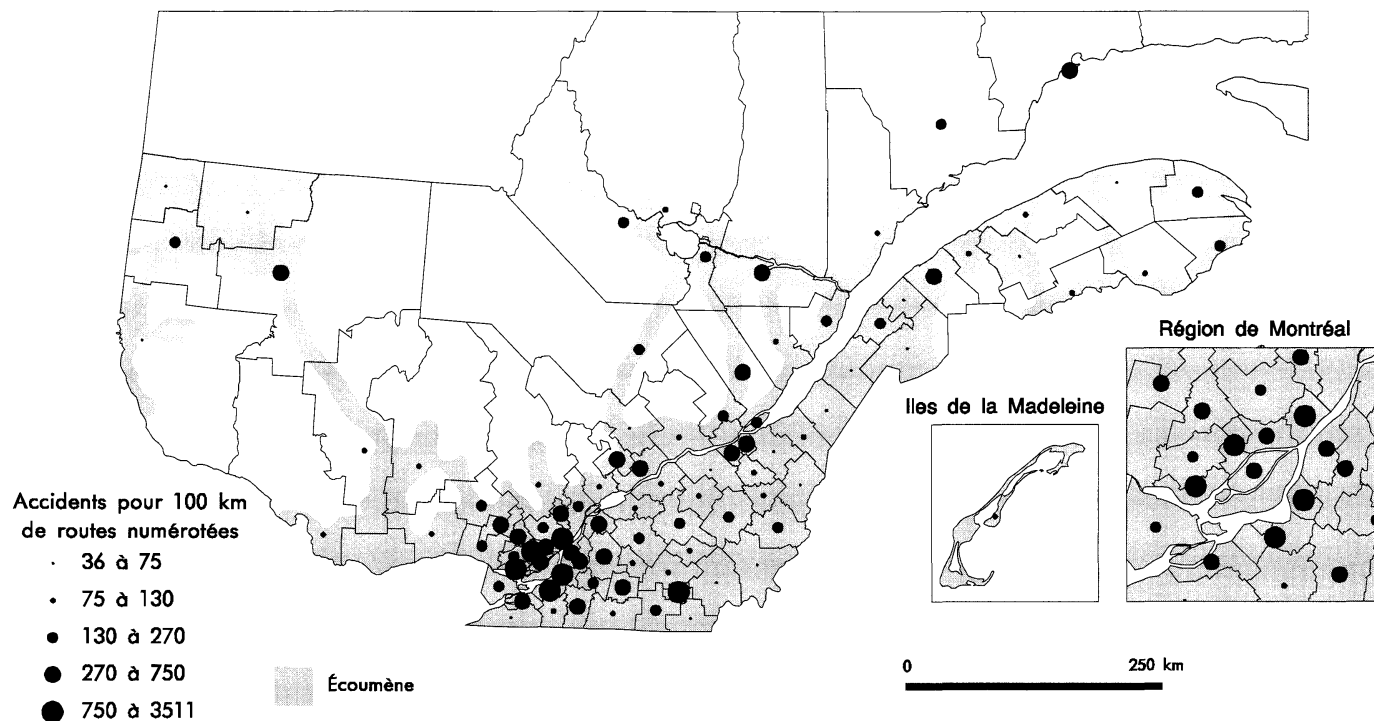 Région de Montréal
Iles de la Madeleine
Accidents pour 100 km
de routes numérotées
36 à 75
75 à 130
130 à 270
270 à 750
750 à 3511
Écoumène
0 250 km